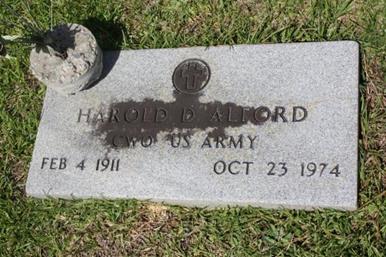 HAROLD D ALFORD
CWO US ARMY
FEB 4 1911 OCT 23 1974